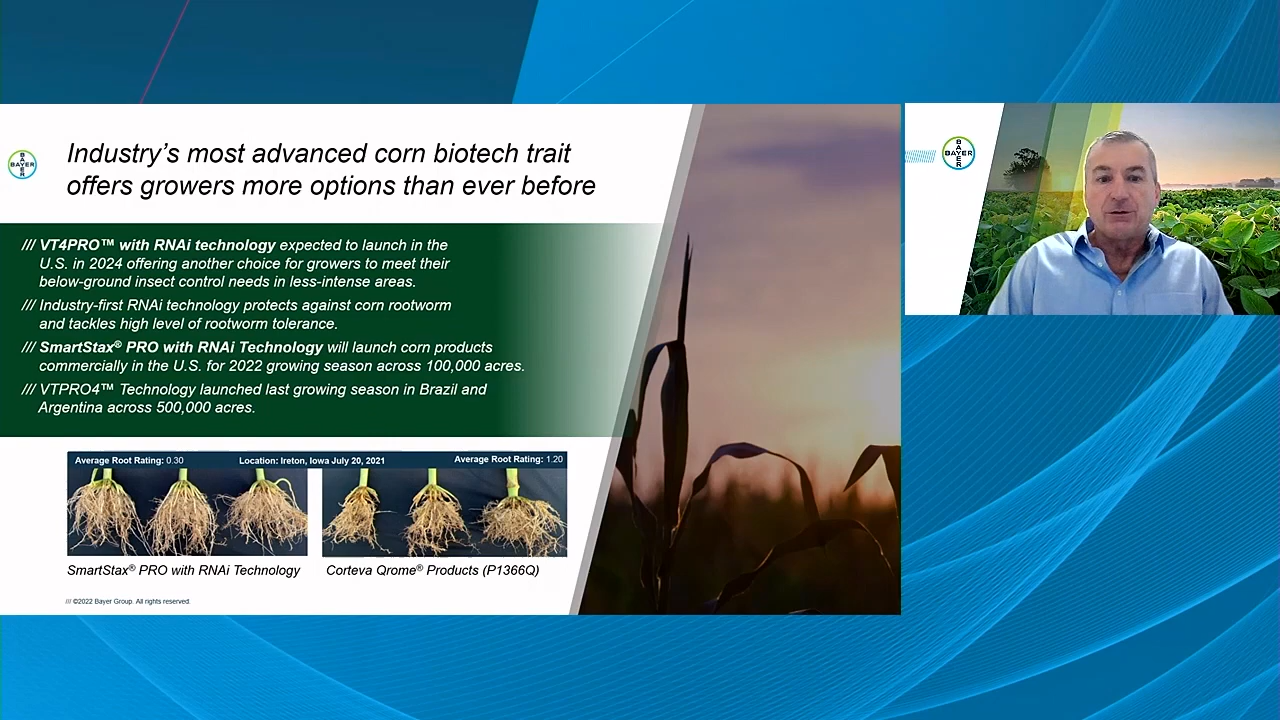 Industry's most advanced corn biotech trait
offers growers more options than ever before
BAYER
BAYER
/// VT4PRO™ with RNAi technology expected to launch in the
U.S. in 2024 offering another choice for growers to meet their
below-ground insect control needs in less-intense areas.
/// Industry-first RNAi technology protects against corn rootworm
and tackles high level of rootworm tolerance.
/// SmartStax® PRO with RNAi Technology will launch corn products
commercially in the U.S. for 2022 growing season across 100,000 acres.
/// VTPRO4™ Technology launched last growing season in Brazil and
Argentina across 500,000 acres.
Average Root Rating: 0.30 Location: Ireton, Iowa July 20, 2021 Average Root Rating: 1.20
SmartStax® PRO with RNAi Technology
Corteva Qrome® Products (P1366Q)
/// ©2022 Bayer Group. All rights reserved.
BAYER
BAYER